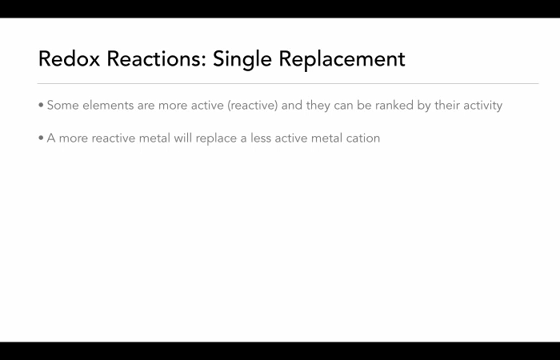 Redox Reactions: Single Replacement
• Some elements are more active (reactive) and they can be ranked by their activity
• A more reactive metal will replace a less active metal cation